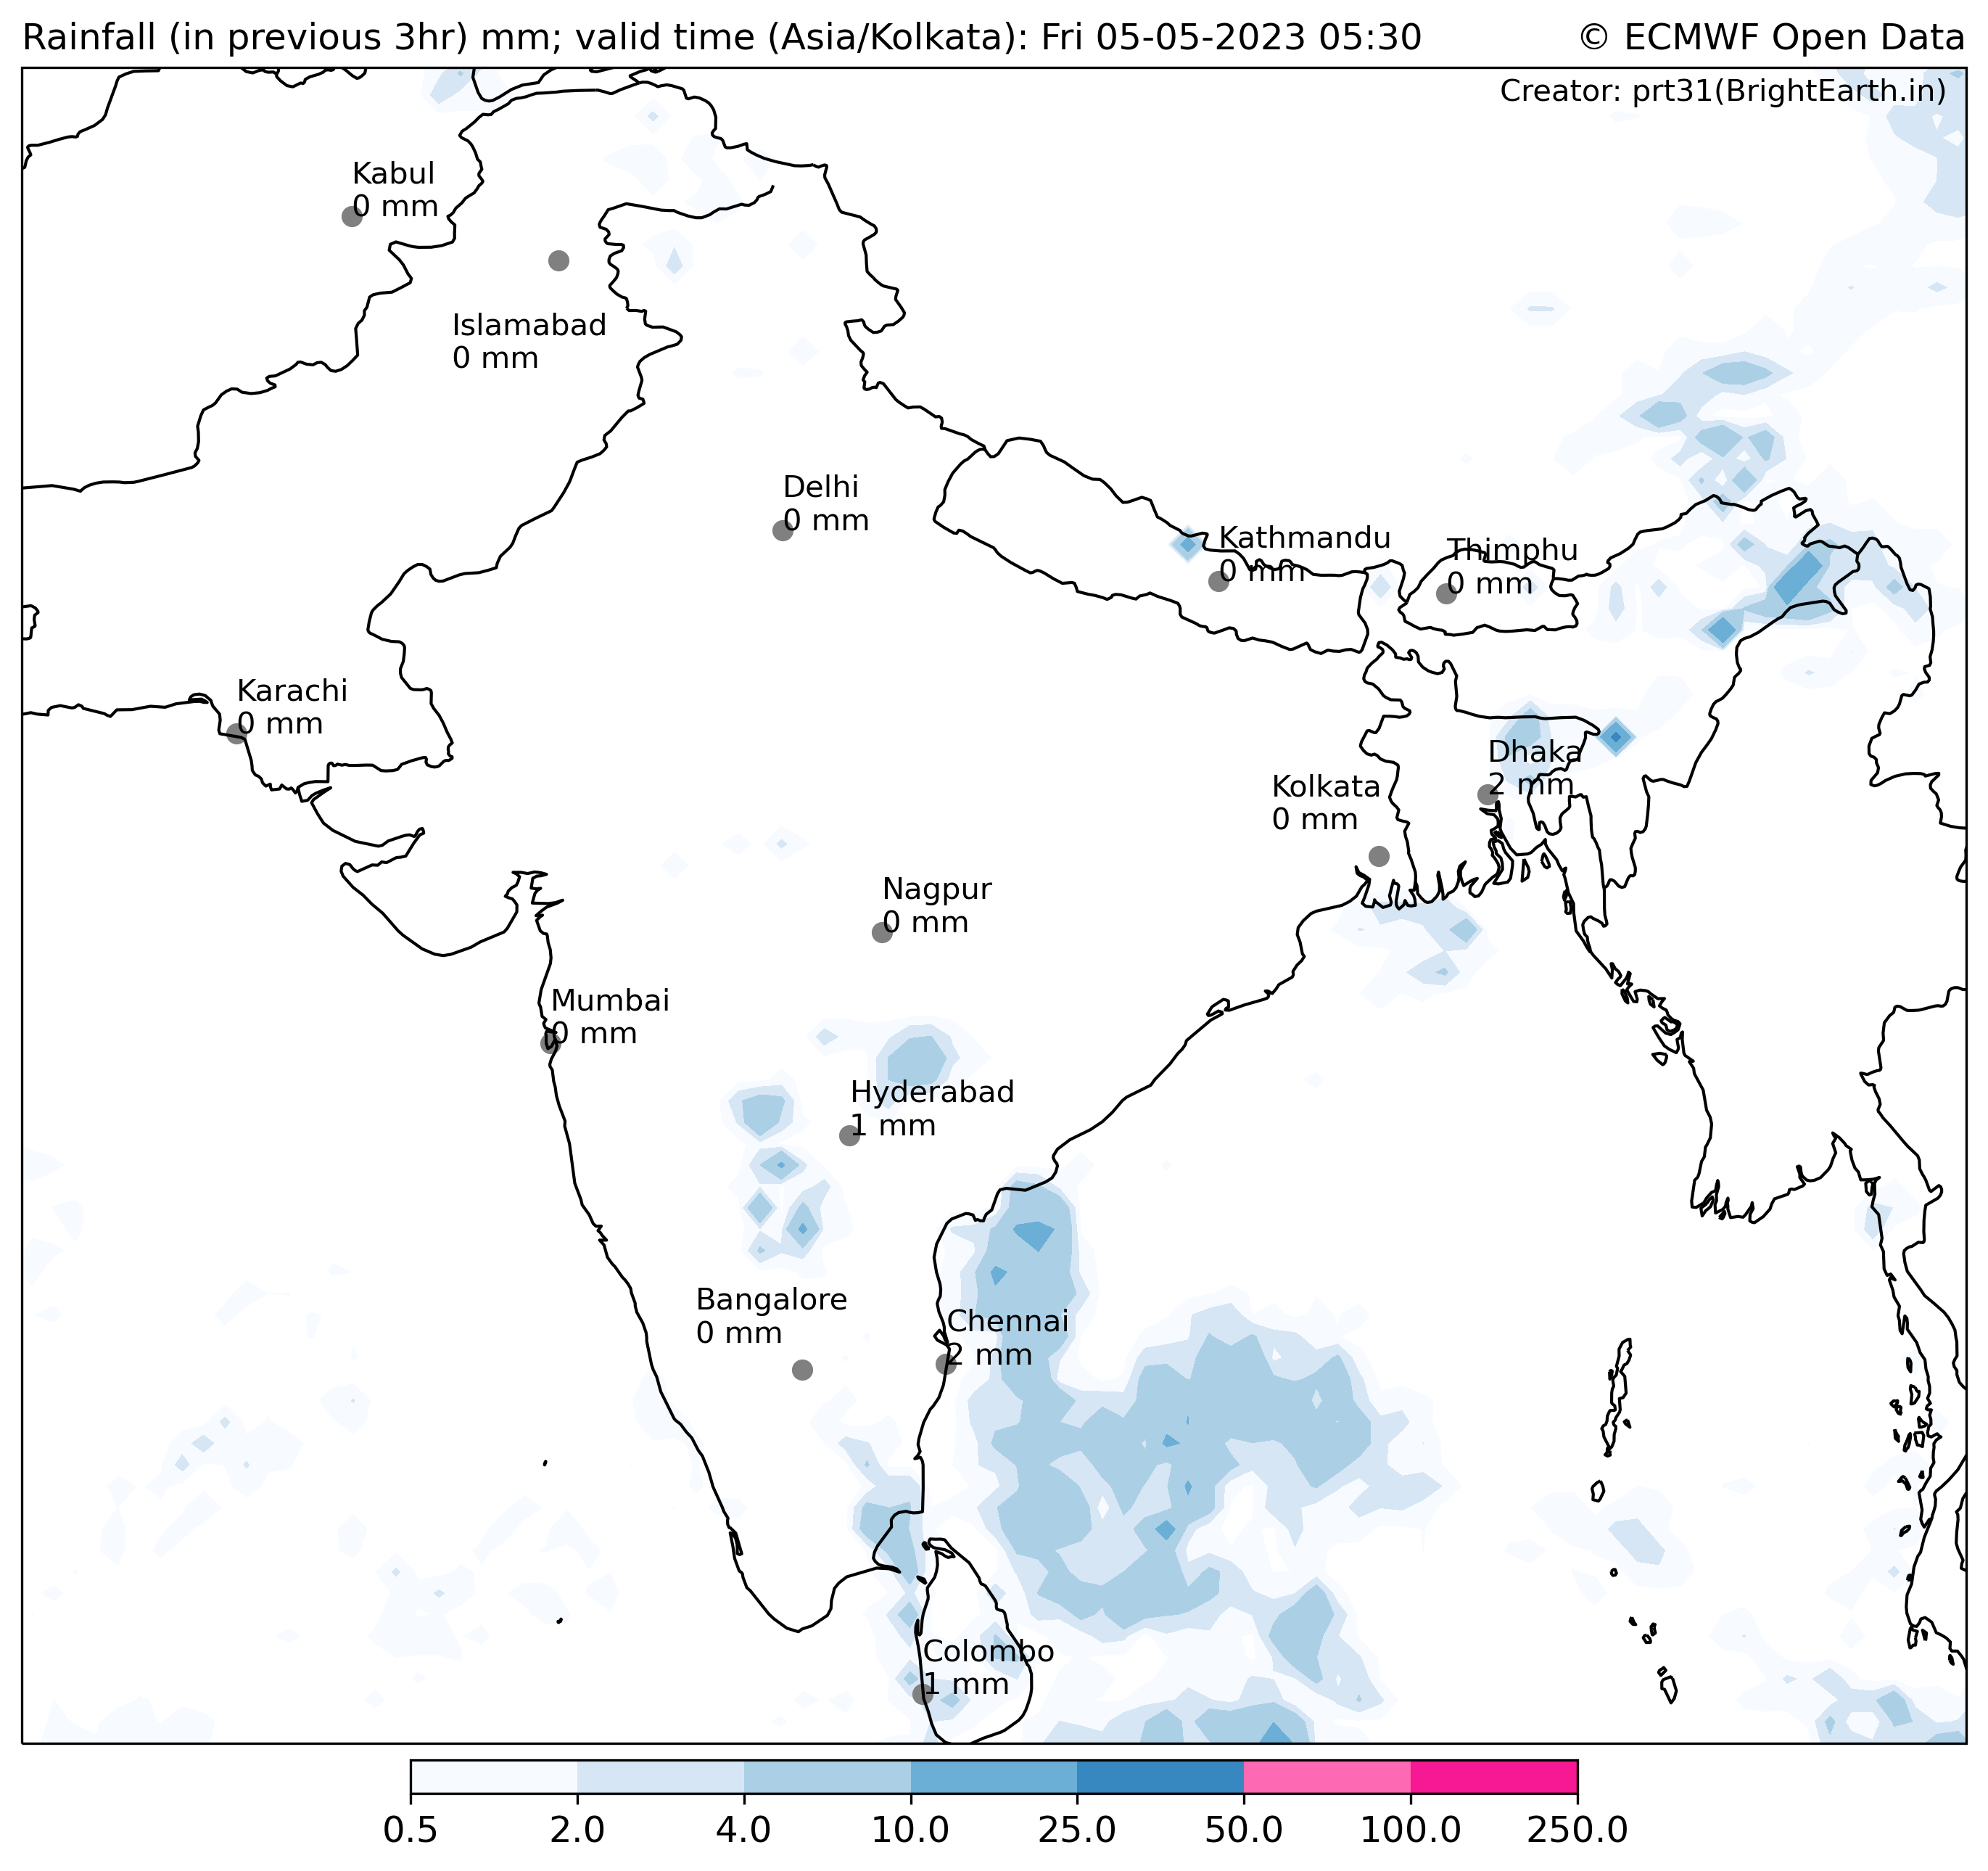 Rainfall (in previous 3hr) mm; valid time (Asia/Kolkata): Fri 05-05-2023 05:30
© ECMWF Open Data
Creator: prt31(BrightEarth.in)
Kabul
0 mm
Islamabad
0 mm
Delhi
0 mm
Kathmandu
0 mm
Thimphu
0 mm
Karachi
0 mm
Dhaka
2 mm
Kolkata
0 mm
Nagpur
0 mm
Mumbai
0 mm
Hyderabad
1 mm
Bangalore
0 mm
Chennai
2 mm
Colombo
1 mm
0.5 2.0 4.0 10.0 25.0 50.0 100.0 250.0